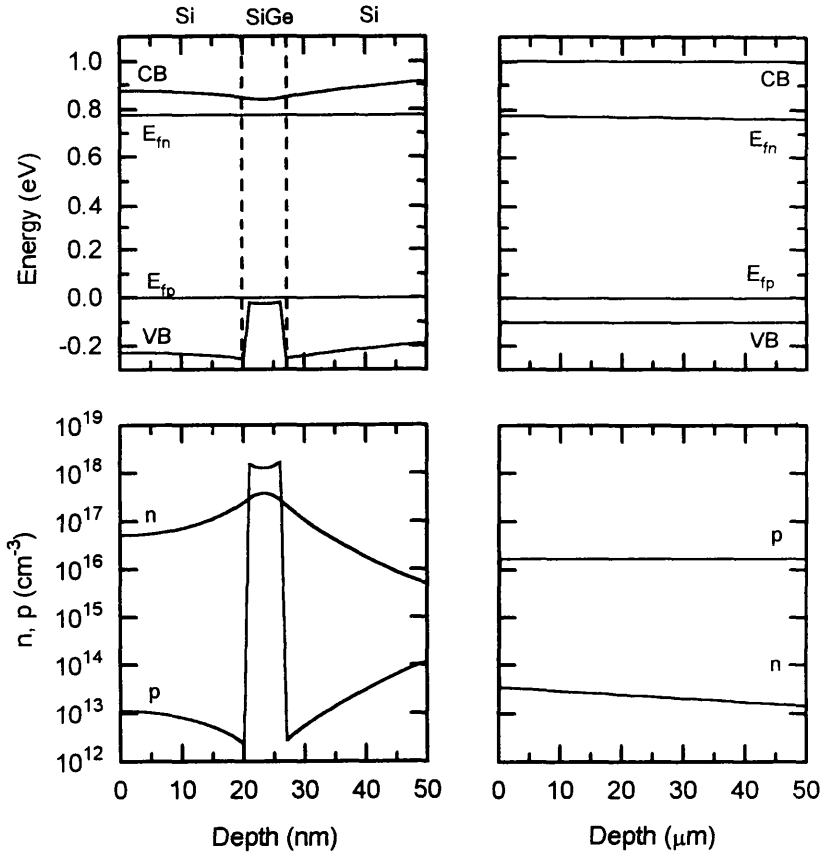 Si SiGe Si
1.0
0.8
0.6
0.4
0.2
0.0
-0.2
Energy (eV)
CB
E_fn
E_fp
VB
CB
E_fn
E_fp
VB
10^19
10^18
10^17
10^16
10^15
10^14
10^13
10^12
n, p (cm^-3)
n
p
p
n
0 10 20 30 40 50
0 10 20 30 40 50
Depth (nm)
Depth (μm)